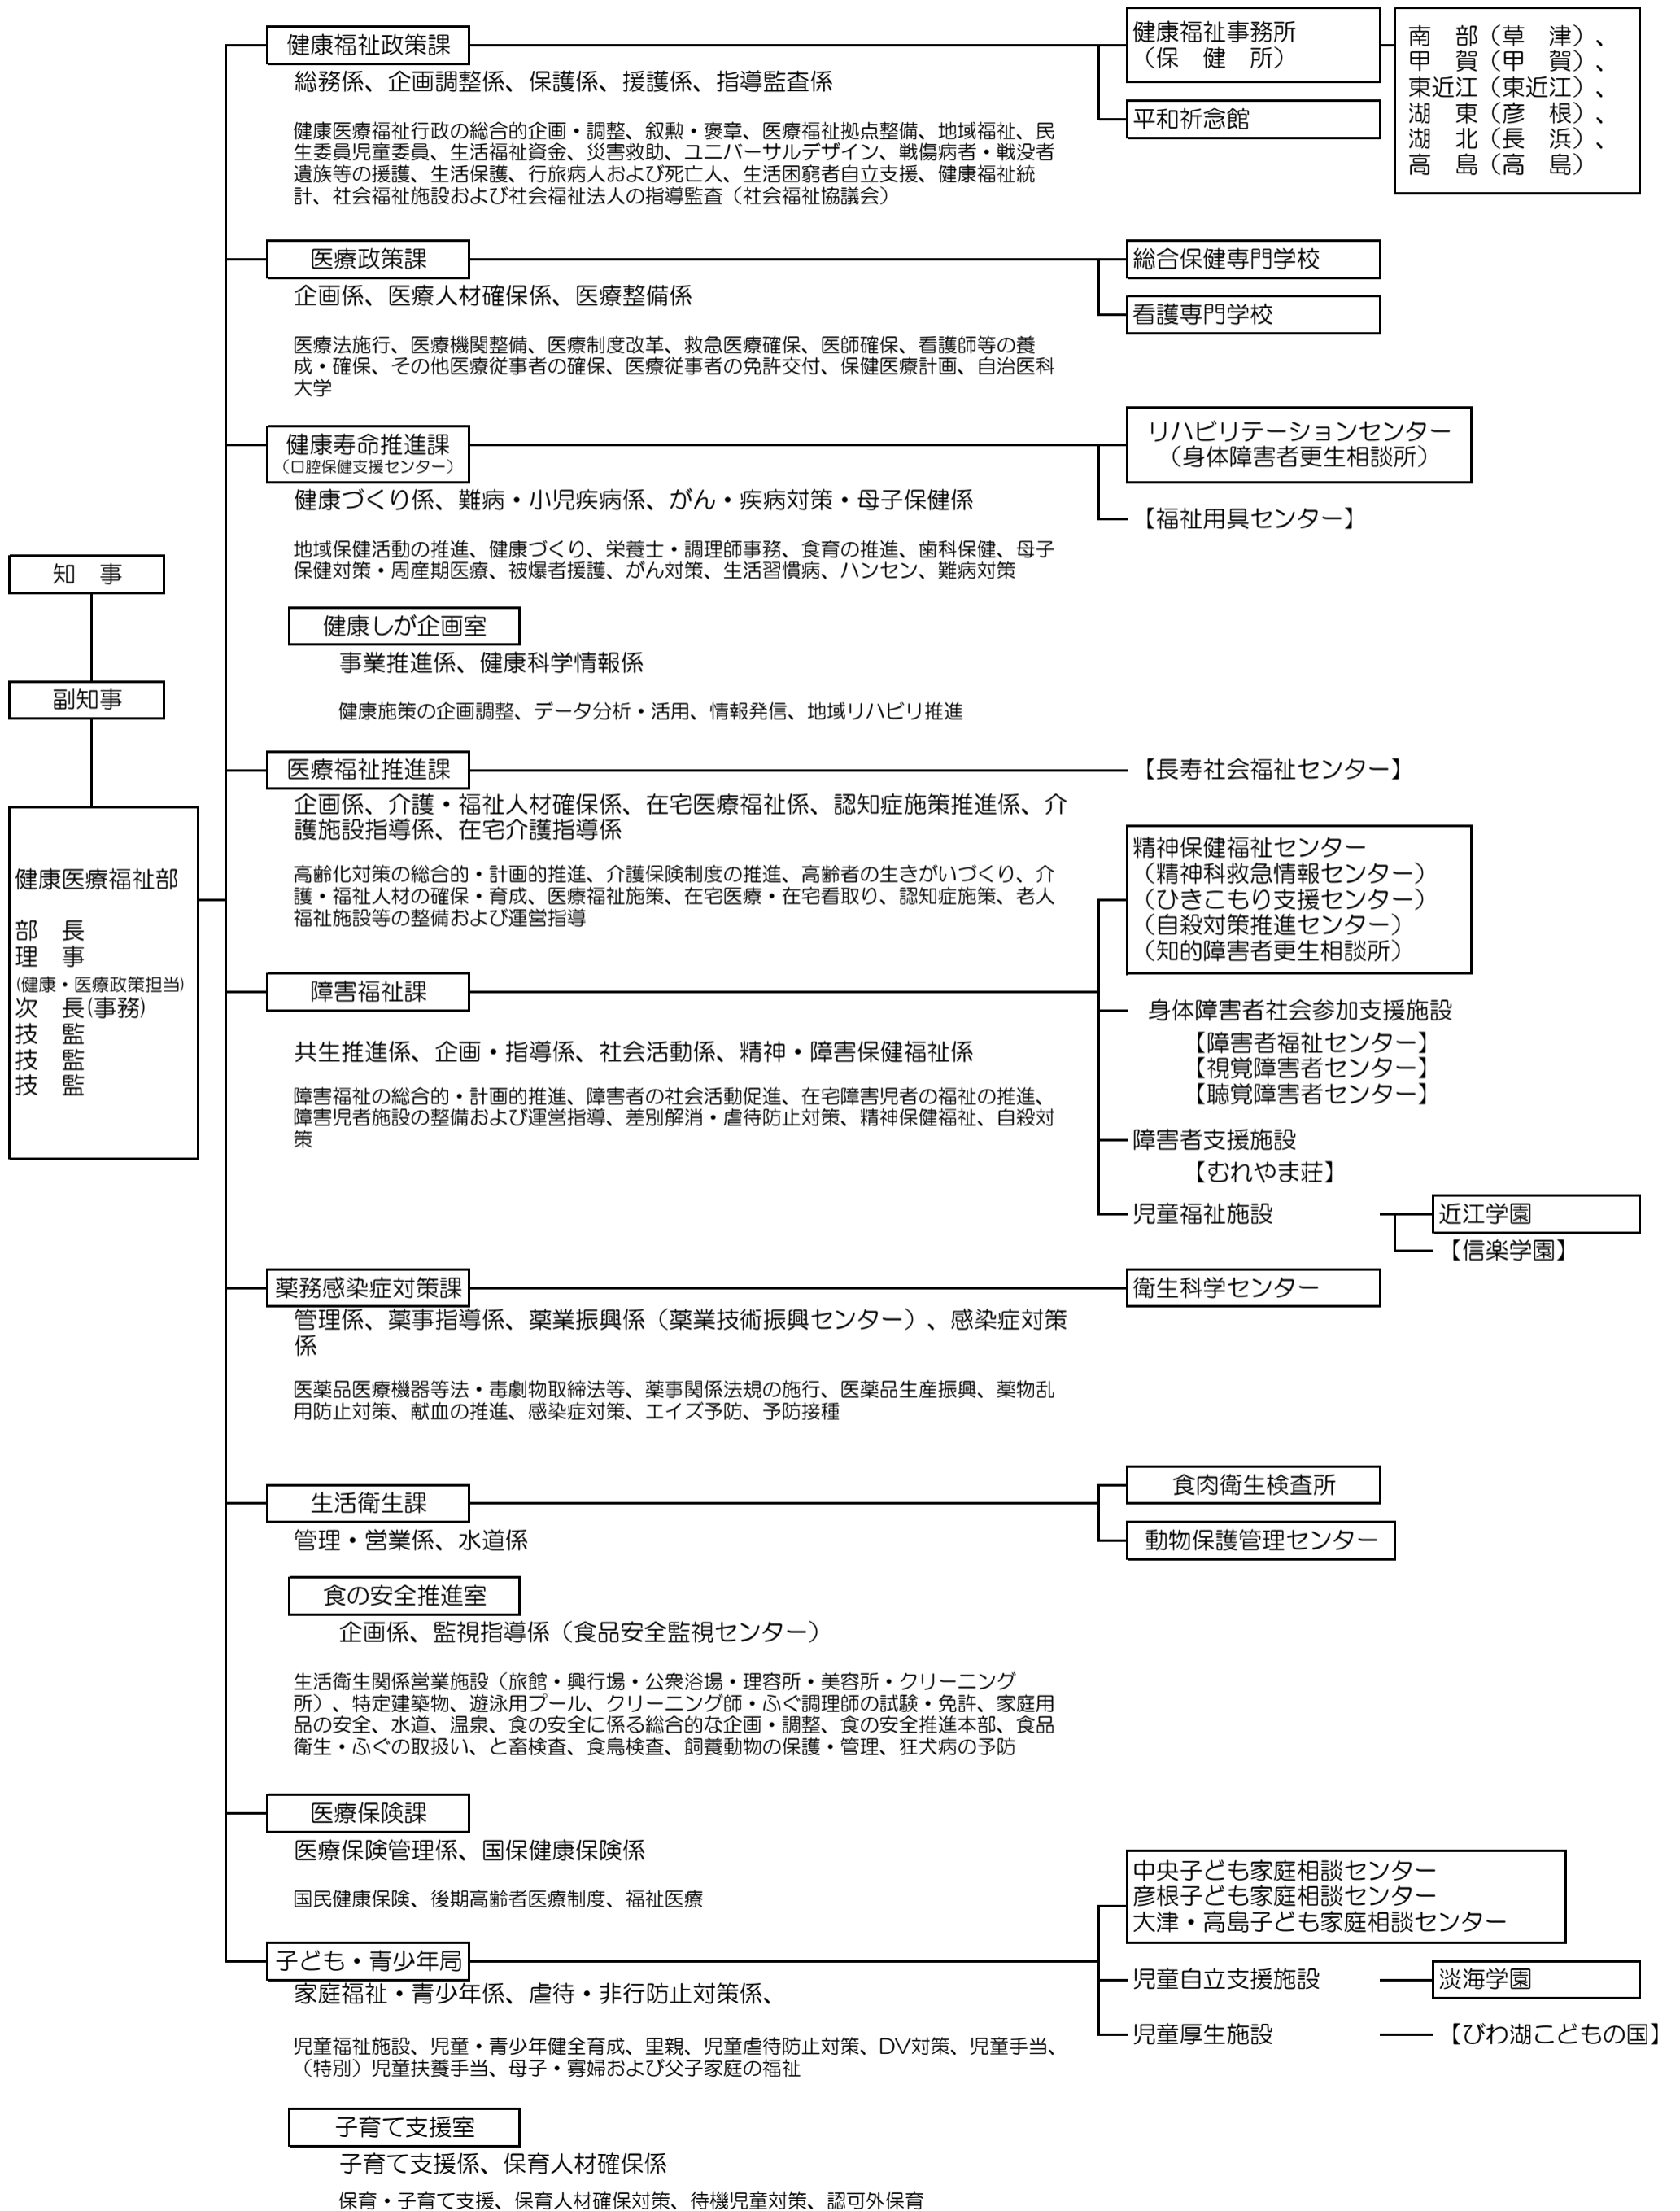 知　事
副知事
健康医療福祉部
部　長
理　事
(健康・医療政策担当)
次　長(事務)
技　監
技　監
技　監
健康福祉政策課
総務係、企画調整係、保護係、援護係、指導監査係
健康医療福祉行政の総合的企画・調整、叙勲・褒章、医療福祉拠点整備、地域福祉、民
生委員児童委員、生活福祉資金、災害救助、ユニバーサルデザイン、戦傷病者・戦没者
遺族等の援護、生活保護、行旅病人および死亡人、生活困窮者自立支援、健康福祉統
計、社会福祉施設および社会福祉法人の指導監査（社会福祉協議会）
健康福祉事務所
（保　健　所）
南　部（草　津）、
甲　賀（甲　賀）、
東近江（東近江）、
湖　東（彦　根）、
湖　北（長　浜）、
高　島（高　島）
平和祈念館
医療政策課
企画係、医療人材確保係、医療整備係
医療法施行、医療機関整備、医療制度改革、救急医療確保、医師確保、看護師等の養
成・確保、その他医療従事者の確保、医療従事者の免許交付、保健医療計画、自治医科
大学
総合保健専門学校
看護専門学校
健康寿命推進課
（口腔保健支援センター）
健康づくり係、難病・小児疾病係、がん・疾病対策・母子保健係
地域保健活動の推進、健康づくり、栄養士・調理師事務、食育の推進、歯科保健、母子
保健対策・周産期医療、被爆者援護、がん対策、生活習慣病、ハンセン、難病対策
リハビリテーションセンター
（身体障害者更生相談所）
【福祉用具センター】
健康しが企画室
事業推進係、健康科学情報係
健康施策の企画調整、データ分析・活用、情報発信、地域リハビリ推進
医療福祉推進課
企画係、介護・福祉人材確保係、在宅医療福祉係、認知症施策推進係、介
護施設指導係、在宅介護指導係
高齢化対策の総合的・計画的推進、介護保険制度の推進、高齢者の生きがいづくり、介
護・福祉人材の確保・育成、医療福祉施策、在宅医療・在宅看取り、認知症施策、老人
福祉施設等の整備および運営指導
【長寿社会福祉センター】
障害福祉課
共生推進係、企画・指導係、社会活動係、精神・障害保健福祉係
障害福祉の総合的・計画的推進、障害者の社会活動促進、在宅障害児者の福祉の推進、
障害児者施設の整備および運営指導、差別解消・虐待防止対策、精神保健福祉、自殺対
策
精神保健福祉センター
（精神科救急情報センター）
（ひきこもり支援センター）
（自殺対策推進センター）
（知的障害者更生相談所）
身体障害者社会参加支援施設
【障害者福祉センター】
【視覚障害者センター】
【聴覚障害者センター】
障害者支援施設
【むれやま荘】
児童福祉施設
近江学園
【信楽学園】
薬務感染症対策課
管理係、薬事指導係、薬業振興係（薬業技術振興センター）、感染症対策
係
医薬品医療機器等法・毒劇物取締法等、薬事関係法規の施行、医薬品生産振興、薬物乱
用防止対策、献血の推進、感染症対策、エイズ予防、予防接種
衛生科学センター
生活衛生課
管理・営業係、水道係
食肉衛生検査所
動物保護管理センター
食の安全推進室
企画係、監視指導係（食品安全監視センター）
生活衛生関係営業施設（旅館・興行場・公衆浴場・理容所・美容所・クリーニング
所）、特定建築物、遊泳用プール、クリーニング師・ふぐ調理師の試験・免許、家庭用
品の安全、水道、温泉、食の安全に係る総合的な企画・調整、食の安全推進本部、食品
衛生・ふぐの取扱い、と畜検査、食鳥検査、飼養動物の保護・管理、狂犬病の予防
医療保険課
医療保険管理係、国保健康保険係
国民健康保険、後期高齢者医療制度、福祉医療
子ども・青少年局
家庭福祉・青少年係、虐待・非行防止対策係、
児童福祉施設、児童・青少年健全育成、里親、児童虐待防止対策、DV対策、児童手当、
（特別）児童扶養手当、母子・寡婦および父子家庭の福祉
中央子ども家庭相談センター
彦根子ども家庭相談センター
大津・高島子ども家庭相談センター
児童自立支援施設
淡海学園
児童厚生施設
【びわ湖こどもの国】
子育て支援室
子育て支援係、保育人材確保係
保育・子育て支援、保育人材確保対策、待機児童対策、認可外保育